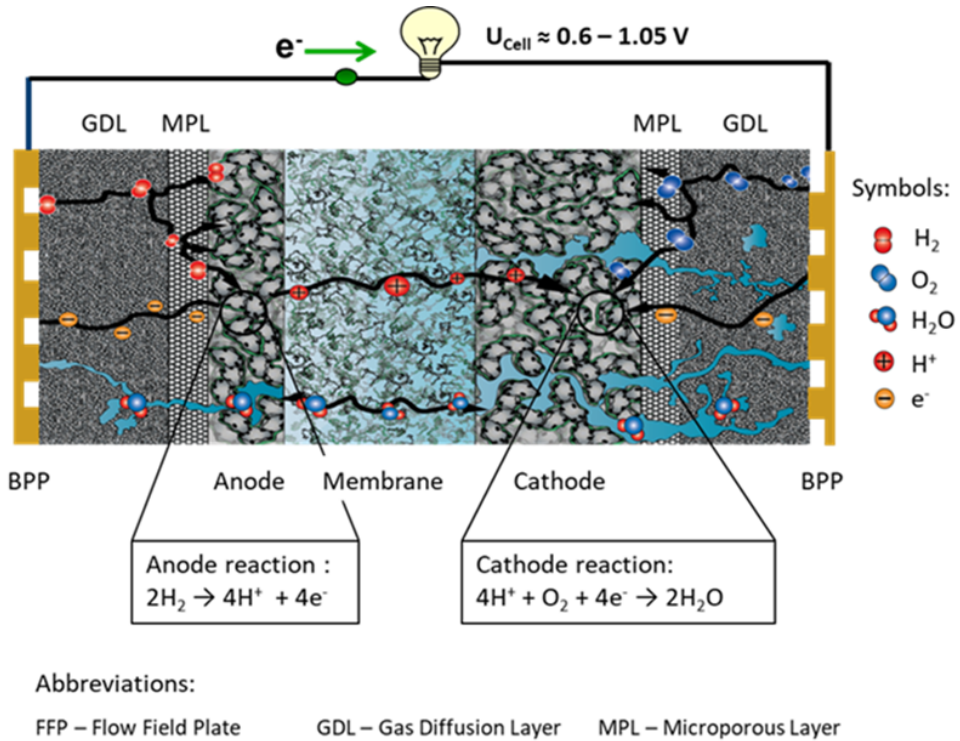 e⁻
U_Cell ≈ 0.6 – 1.05 V
GDL MPL MPL GDL
Symbols:
H₂
O₂
H₂O
H⁺
e⁻
BPP Anode Membrane Cathode BPP
Anode reaction :
2H₂ → 4H⁺ + 4e⁻
Cathode reaction:
4H⁺ + O₂ + 4e⁻ → 2H₂O
Abbreviations:
FFP – Flow Field Plate GDL – Gas Diffusion Layer MPL – Microporous Layer